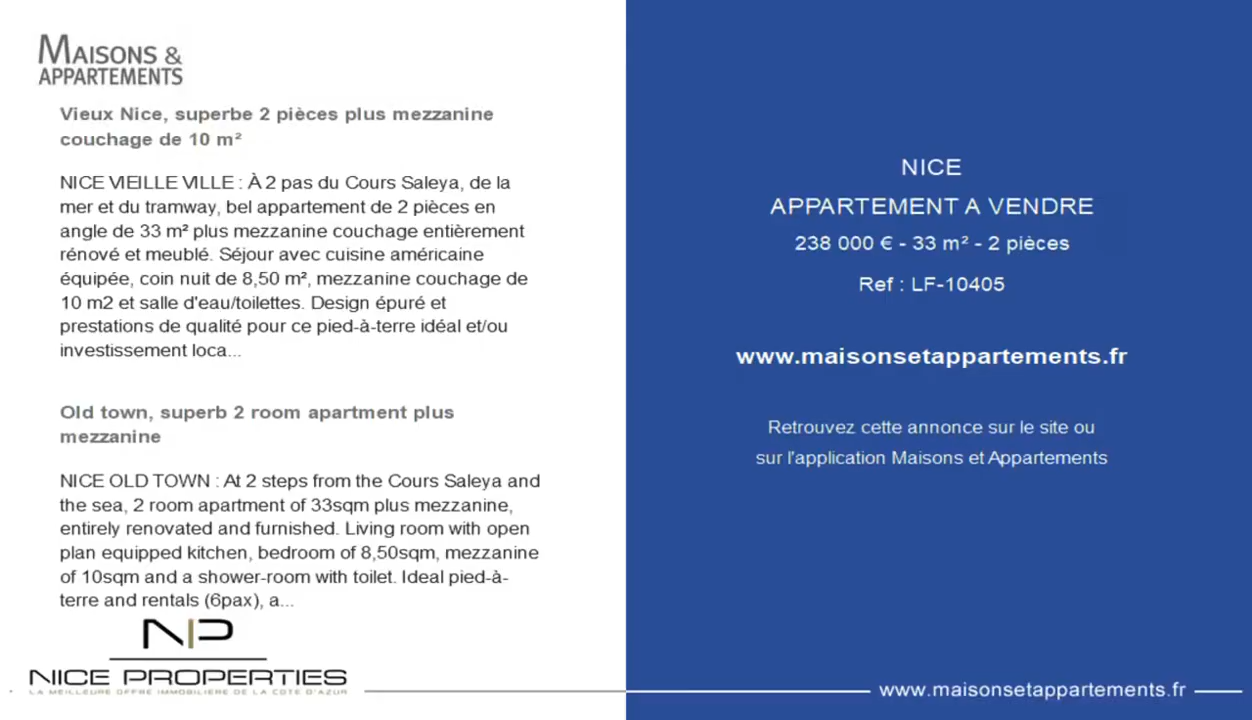 MAISONS &
APPARTEMENTS
Vieux Nice, superbe 2 pièces plus mezzanine
couchage de 10 m²
NICE VIEILLE VILLE : À 2 pas du Cours Saleya, de la
mer et du tramway, bel appartement de 2 pièces en
angle de 33 m² plus mezzanine couchage entièrement
rénové et meublé. Séjour avec cuisine américaine
équipée, coin nuit de 8,50 m², mezzanine couchage de
10 m2 et salle d'eau/toilettes. Design épuré et
prestations de qualité pour ce pied-à-terre idéal et/ou
investissement loca...
Old town, superb 2 room apartment plus
mezzanine
NICE OLD TOWN : At 2 steps from the Cours Saleya and
the sea, 2 room apartment of 33sqm plus mezzanine,
entirely renovated and furnished. Living room with open
plan equipped kitchen, bedroom of 8,50sqm, mezzanine
of 10sqm and a shower-room with toilet. Ideal pied-à-
terre and rentals (6pax), a...
NIP
NICE PROPERTIES
LA MEILLEURE OFFRE IMMOBILIERE DE LA COTE D'AZUR
NICE
APPARTEMENT A VENDRE
238 000 € - 33 m² - 2 pièces
Ref : LF-10405
www.maisonsetappartements.fr
Retrouvez cette annonce sur le site ou
sur l'application Maisons et Appartements
www.maisonsetappartements.fr